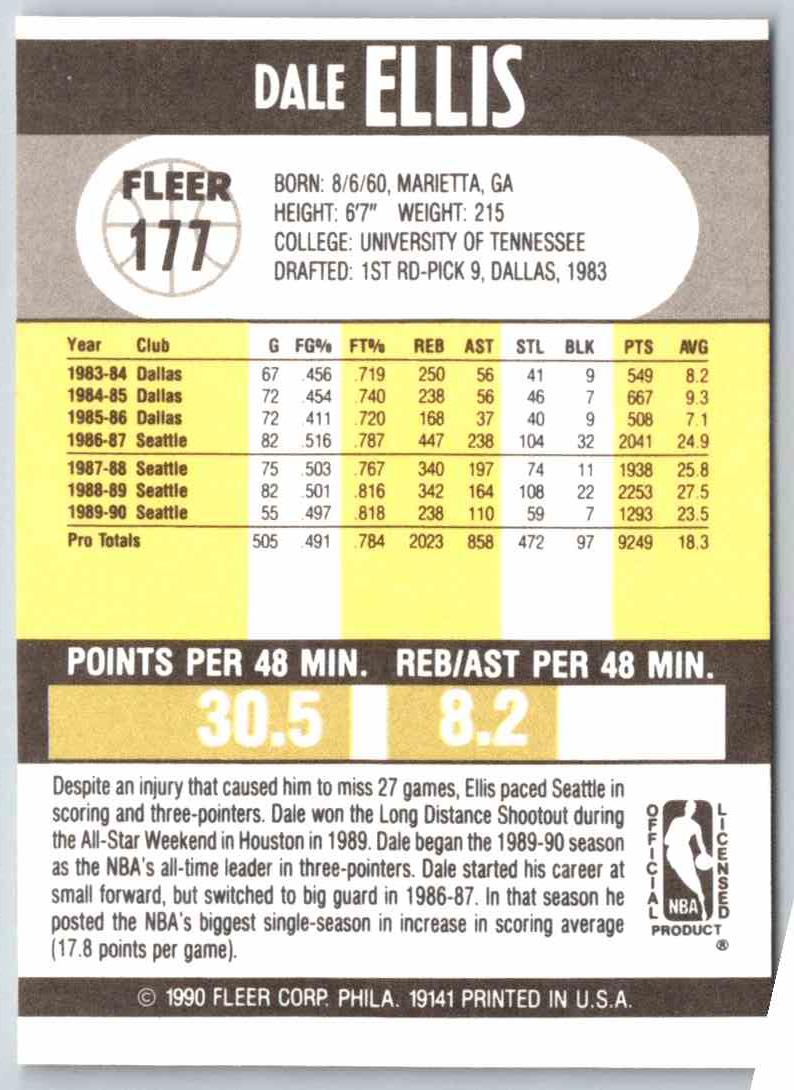 DALE ELLIS
FLEER
177
BORN: 8/6/60, MARIETTA, GA
HEIGHT: 6'7" WEIGHT: 215
COLLEGE: UNIVERSITY OF TENNESSEE
DRAFTED: 1ST RD-PICK 9, DALLAS, 1983
Year Club G FG% FT% REB AST STL BLK PTS AVG
1983-84 Dallas 67 .456 .719 250 56 41 9 549 8.2
1984-85 Dallas 72 .454 .740 238 56 46 7 667 9.3
1985-86 Dallas 72 .411 .720 168 37 40 9 508 7.1
1986-87 Seattle 82 .516 .787 447 238 104 32 2041 24.9
1987-88 Seattle 75 .503 .767 340 197 74 11 1938 25.8
1988-89 Seattle 82 .501 .816 342 164 108 22 2253 27.5
1989-90 Seattle 55 .497 .818 238 110 59 7 1293 23.5
Pro Totals 505 .491 .784 2023 858 472 97 9249 18.3
POINTS PER 48 MIN. REB/AST PER 48 MIN.
30.5 8.2
Despite an injury that caused him to miss 27 games, Ellis paced Seattle in
scoring and three-pointers. Dale won the Long Distance Shootout during
the All-Star Weekend in Houston in 1989. Dale began the 1989-90 season
as the NBA's all-time leader in three-pointers. Dale started his career at
small forward, but switched to big guard in 1986-87. In that season he
posted the NBA's biggest single-season in increase in scoring average
(17.8 points per game).
OFFICIAL
LICENSED
NBA
PRODUCT
®
© 1990 FLEER CORP. PHILA. 19141 PRINTED IN U.S.A.